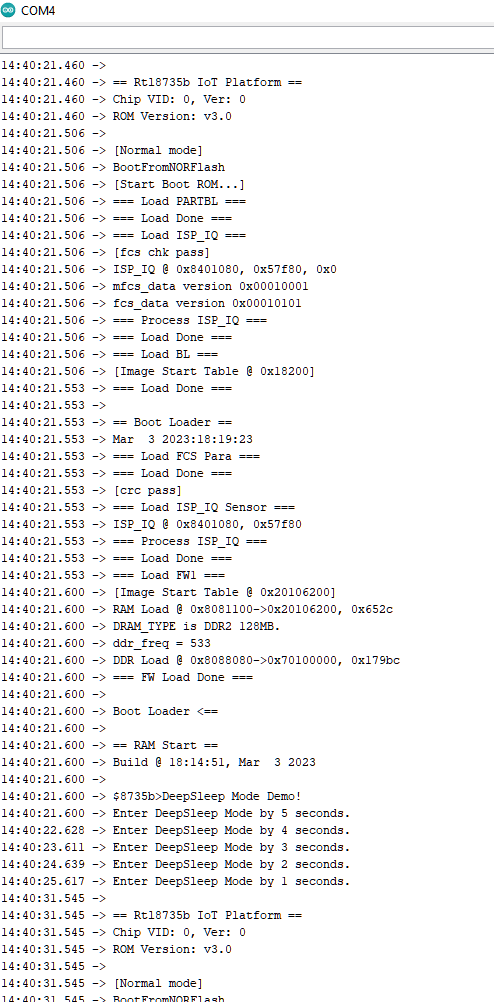 COM4
14:40:21.460 ->
14:40:21.460 -> == Rtl8735b IoT Platform ==
14:40:21.460 -> Chip VID: 0, Ver: 0
14:40:21.460 -> ROM Version: v3.0
14:40:21.506 ->
14:40:21.506 -> [Normal mode]
14:40:21.506 -> BootFromNORFlash
14:40:21.506 -> [Start Boot ROM...]
14:40:21.506 -> === Load PARTBL ===
14:40:21.506 -> === Load Done ===
14:40:21.506 -> === Load ISP_IQ ===
14:40:21.506 -> [fcs chk pass]
14:40:21.506 -> ISP_IQ @ 0x8401080, 0x57f80, 0x0
14:40:21.506 -> mfcs_data version 0x00010001
14:40:21.506 -> fcs_data version 0x00010101
14:40:21.506 -> === Process ISP_IQ ===
14:40:21.506 -> === Load Done ===
14:40:21.506 -> === Load BL ===
14:40:21.506 -> [Image Start Table @ 0x18200]
14:40:21.553 -> === Load Done ===
14:40:21.553 ->
14:40:21.553 -> == Boot Loader ==
14:40:21.553 -> Mar  3 2023:18:19:23
14:40:21.553 -> === Load FCS Para ===
14:40:21.553 -> === Load Done ===
14:40:21.553 -> [crc pass]
14:40:21.553 -> === Load ISP_IQ Sensor ===
14:40:21.553 -> ISP_IQ @ 0x8401080, 0x57f80
14:40:21.553 -> === Process ISP_IQ ===
14:40:21.553 -> === Load Done ===
14:40:21.553 -> === Load FW1 ===
14:40:21.600 -> [Image Start Table @ 0x20106200]
14:40:21.600 -> RAM Load @ 0x8081100->0x20106200, 0x652c
14:40:21.600 -> DRAM_TYPE is DDR2 128MB.
14:40:21.600 -> ddr_freq = 533
14:40:21.600 -> DDR Load @ 0x8088080->0x70100000, 0x179bc
14:40:21.600 -> === FW Load Done ===
14:40:21.600 ->
14:40:21.600 -> Boot Loader <==
14:40:21.600 ->
14:40:21.600 -> == RAM Start ==
14:40:21.600 -> Build @ 18:14:51, Mar  3 2023
14:40:21.600 ->
14:40:21.600 -> $8735b>DeepSleep Mode Demo!
14:40:21.600 -> Enter DeepSleep Mode by 5 seconds.
14:40:22.628 -> Enter DeepSleep Mode by 4 seconds.
14:40:23.611 -> Enter DeepSleep Mode by 3 seconds.
14:40:24.639 -> Enter DeepSleep Mode by 2 seconds.
14:40:25.617 -> Enter DeepSleep Mode by 1 seconds.
14:40:31.545 ->
14:40:31.545 -> == Rtl8735b IoT Platform ==
14:40:31.545 -> Chip VID: 0, Ver: 0
14:40:31.545 -> ROM Version: v3.0
14:40:31.545 ->
14:40:31.545 -> [Normal mode]
14:40:31.545 -> BootFromNORFlash